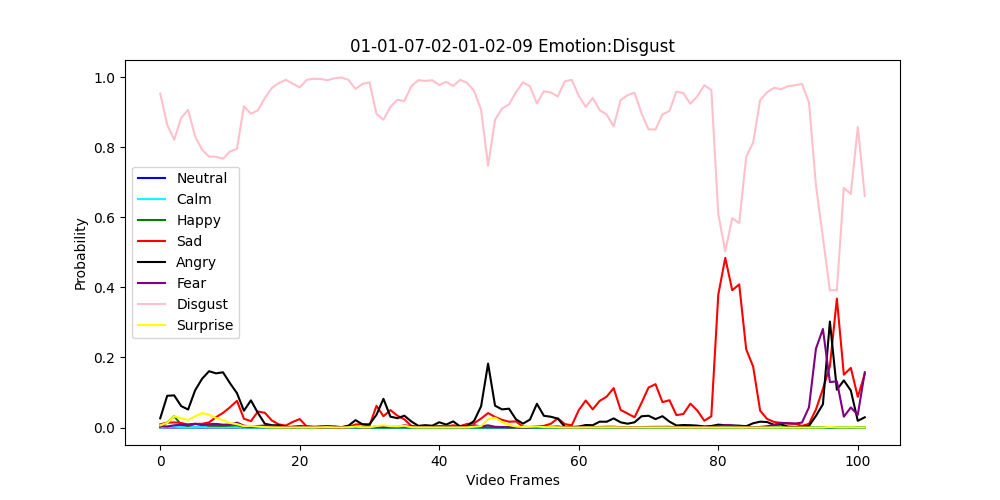 01-01-07-02-01-02-09 Emotion:Disgust
1.0
0.8
0.6
0.4
0.2
0.0
Probability
Neutral
Calm
Happy
Sad
Angry
Fear
Disgust
Surprise
0
20
40
60
80
100
Video Frames